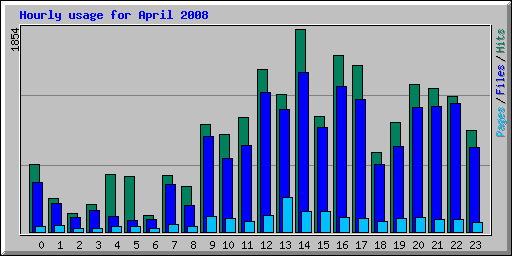 Hourly usage for April 2008
1854
Pages / Files / Hits
0 1 2 3 4 5 6 7 8 9 10 11 12 13 14 15 16 17 18 19 20 21 22 23